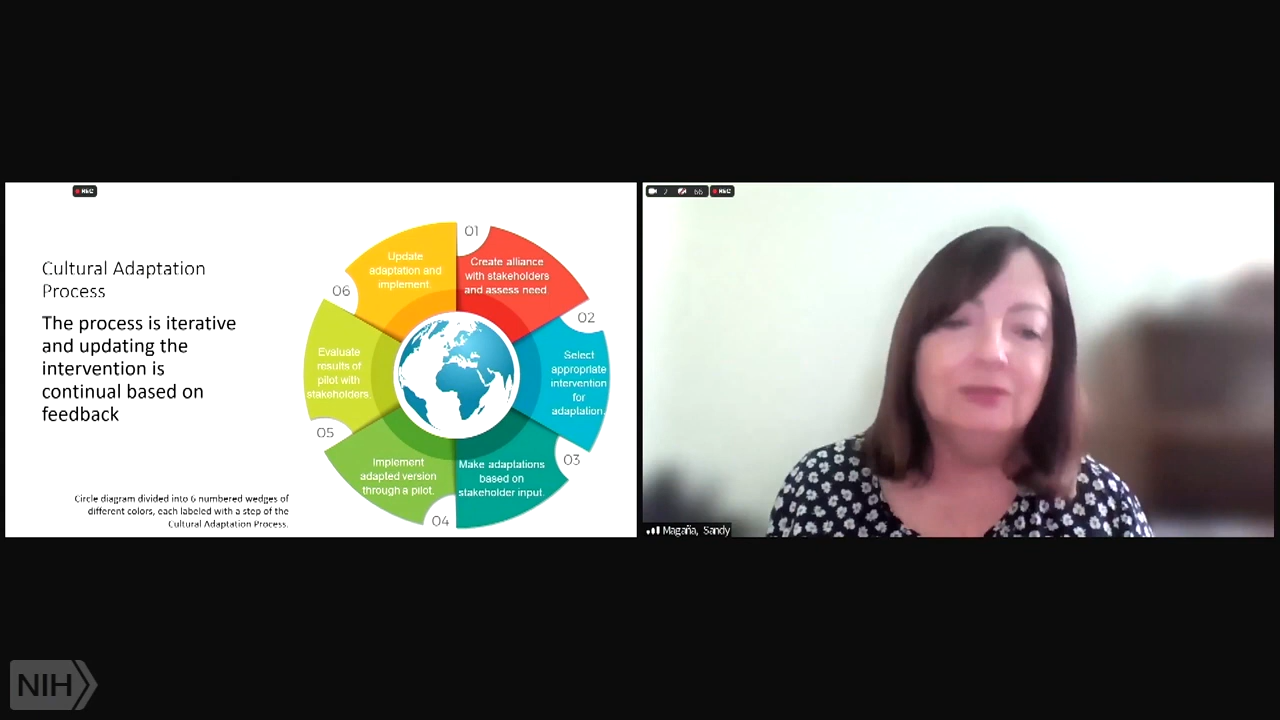 REC
Cultural Adaptation
Process
The process is iterative
and updating the
intervention is
continual based on
feedback
Circle diagram divided into 6 numbered wedges of
different colors, each labeled with a step of the
Cultural Adaptation Process.
01
Create alliance
with stakeholders
and assess need.
02
Select
appropriate
intervention
for
adaptation.
03
Make adaptations
based on
stakeholder input.
04
Implement
adapted version
through a pilot.
05
Evaluate
results of
pilot with
stakeholders.
06
Update
adaptation and
implement.
66
REC
Magaña, Sandy
NIH